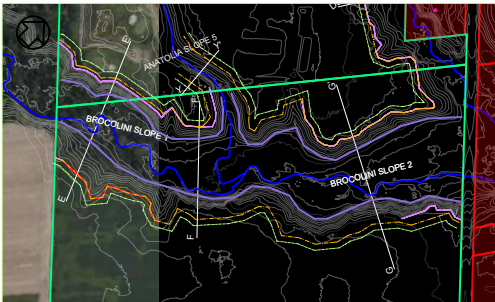 E
ANATOLIA SLOPE 5
Y
Y
F
G
BROCOLINI SLOPE 1
BROCOLINI SLOPE 2
E
F
G